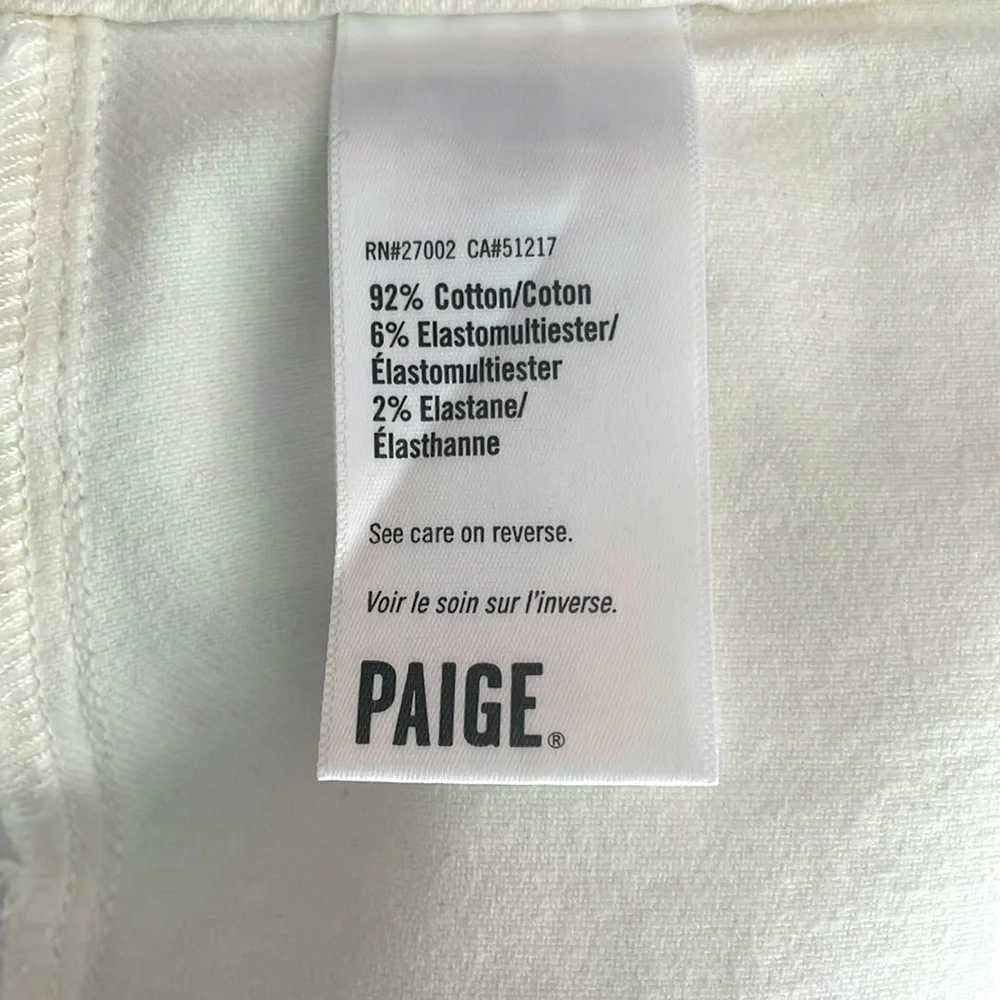 RN#27002 CA#51217
92% Cotton/Coton
6% Elastomultiester/
Élastomultiester
2% Elastane/
Élasthanne
See care on reverse.
Voir le soin sur l'inverse.
PAIGE®